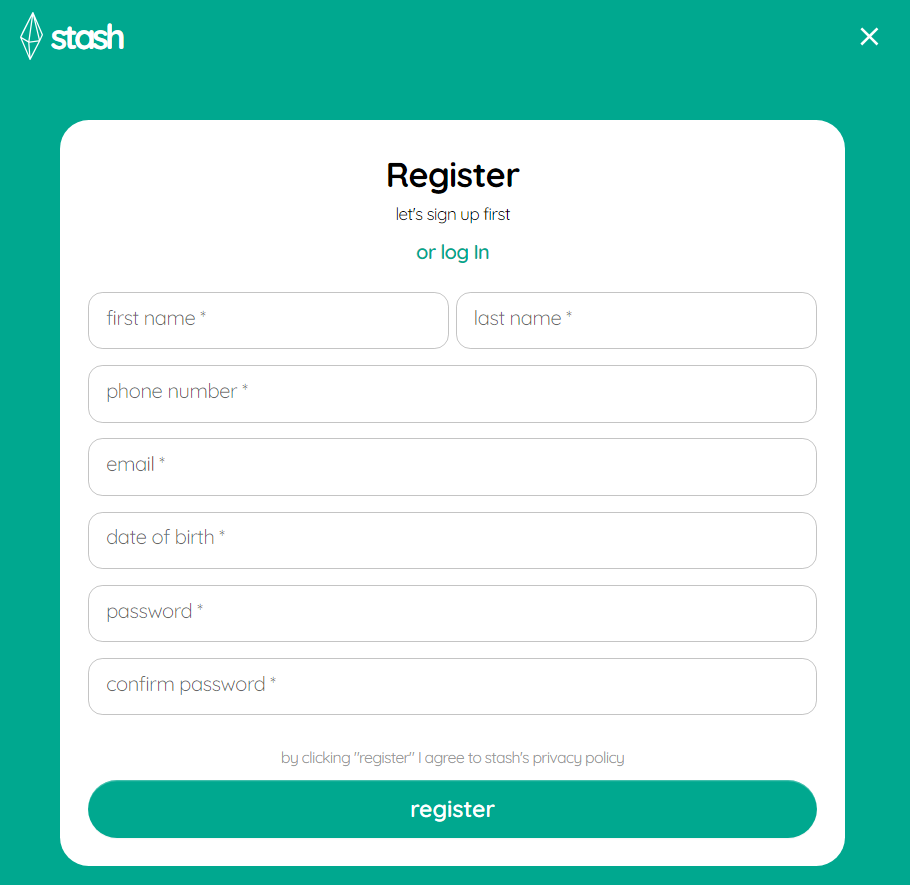 stash
Register
let's sign up first
or log In
first name *
last name *
phone number *
email *
date of birth *
password *
confirm password *
by clicking "register" I agree to stash's privacy policy
register